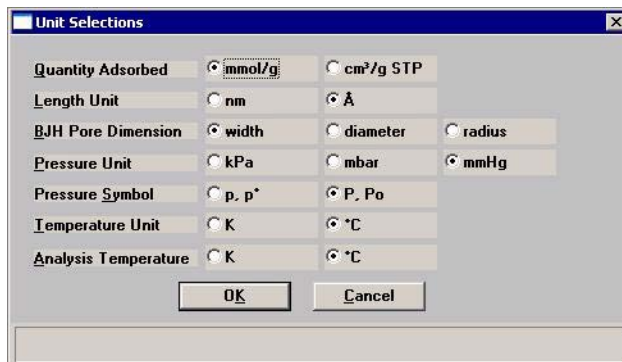 Unit Selections
Quantity Adsorbed mmol/g cm³/g STP
Length Unit nm Å
BJH Pore Dimension width diameter radius
Pressure Unit kPa mbar mmHg
Pressure Symbol p, p° P, Po
Temperature Unit K °C
Analysis Temperature K °C
OK Cancel